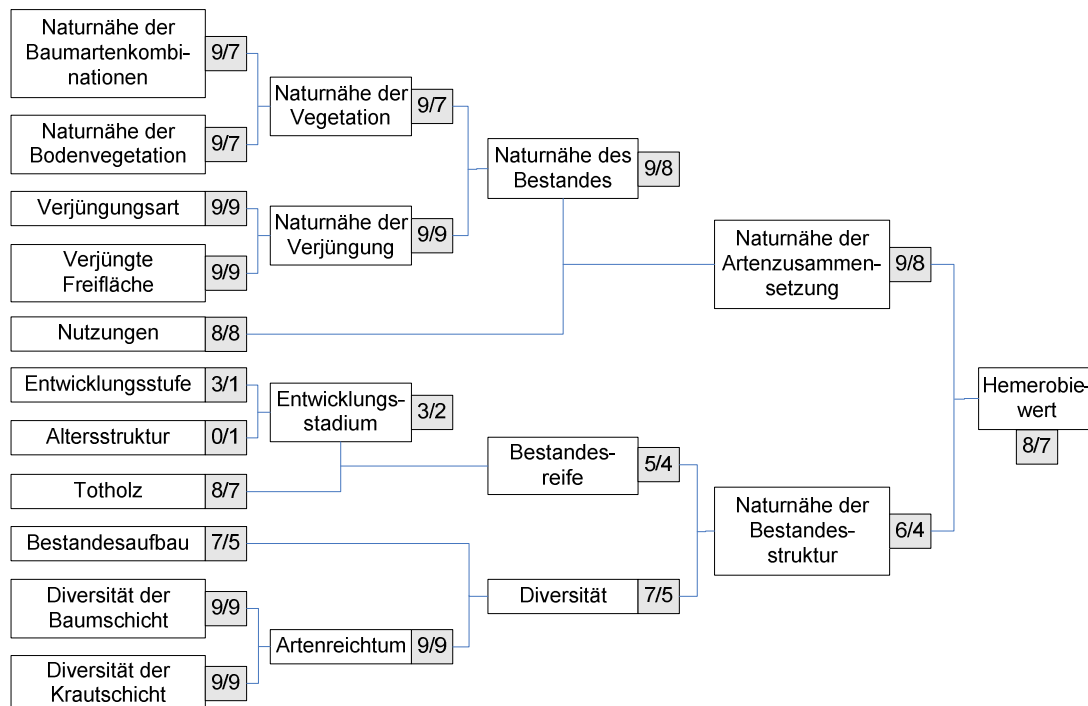 Naturnähe der
Baumartenkombi-
nationen
9/7
Naturnähe der
Bodenvegetation
9/7
Verjüngungsart
9/9
Verjüngte
Freifläche
9/9
Nutzungen
8/8
Entwicklungsstufe
3/1
Altersstruktur
0/1
Totholz
8/7
Bestandesaufbau
7/5
Diversität der
Baumschicht
9/9
Diversität der
Krautschicht
9/9
Naturnähe der
Vegetation
9/7
Naturnähe der
Verjüngung
9/9
Entwicklungs-
stadium
3/2
Artenreichtum
9/9
Naturnähe des
Bestandes
9/8
Bestandes-
reife
5/4
Diversität
7/5
Naturnähe der
Artenzusammen-
setzung
9/8
Naturnähe der
Bestandes-
struktur
6/4
Hemerobie-
wert
8/7